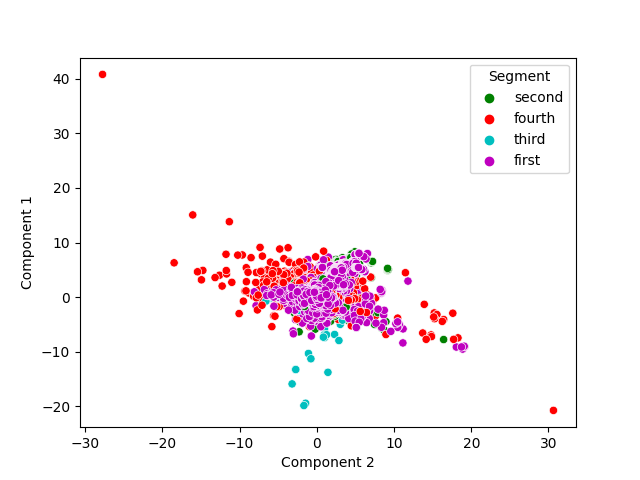 Segment
second
fourth
third
first
40
30
20
10
0
−10
−20
Component 1
−30 −20 −10 0 10 20 30
Component 2